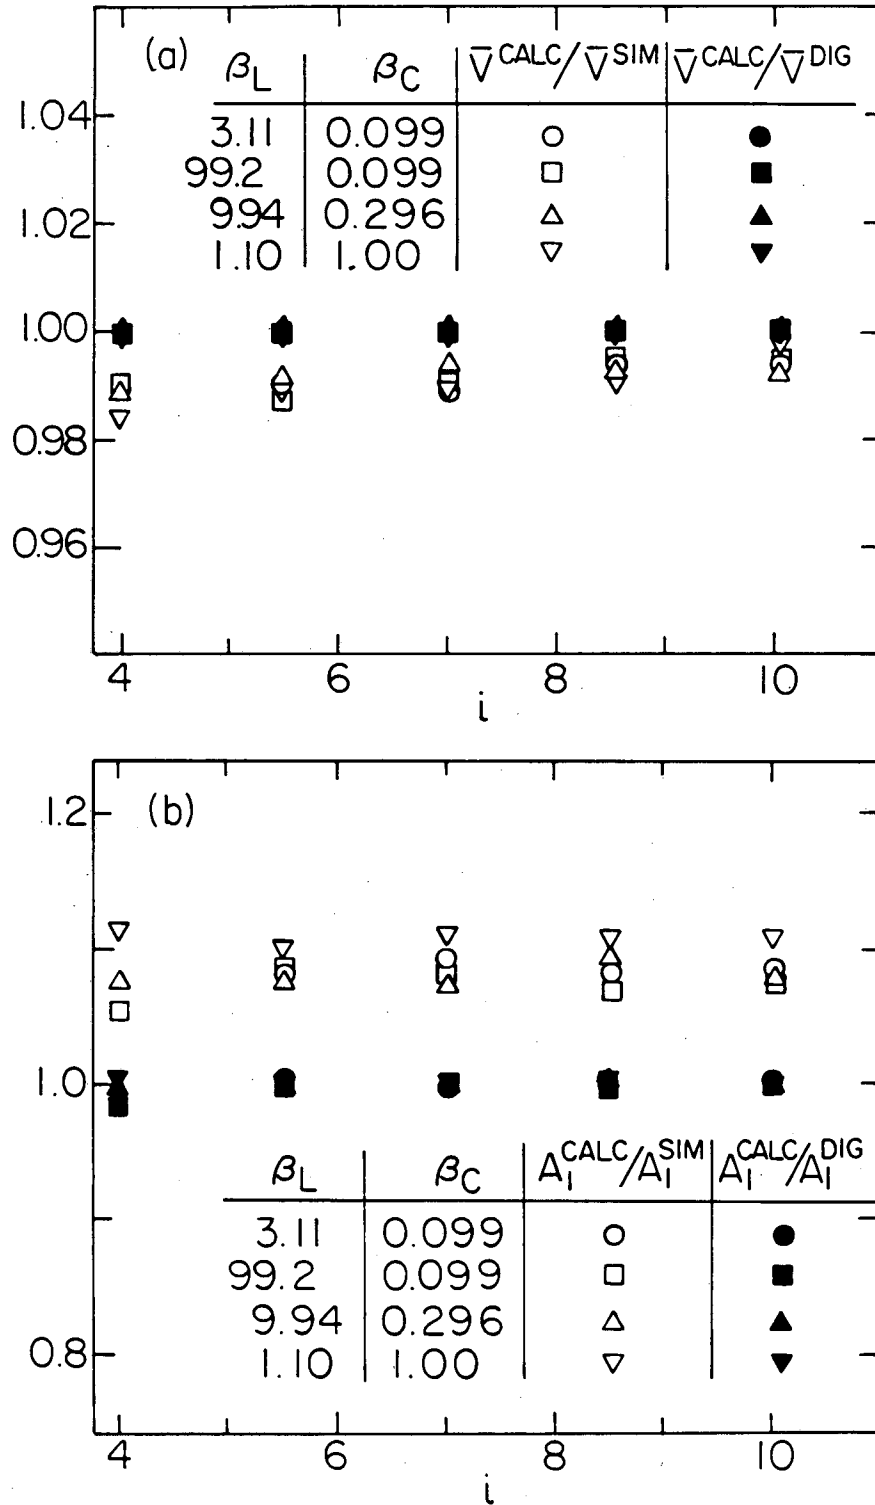 (a)
β_L β_C V̄^CALC/V̄^SIM V̄^CALC/V̄^DIG
3.11 0.099
99.2 0.099
9.94 0.296
1.10 1.00
1.04
1.02
1.00
0.98
0.96
4 6 8 10
i
(b)
1.2
1.0
0.8
β_L β_C A_1^CALC/A_1^SIM A_1^CALC/A_1^DIG
3.11 0.099
99.2 0.099
9.94 0.296
1.10 1.00
4 6 8 10
i